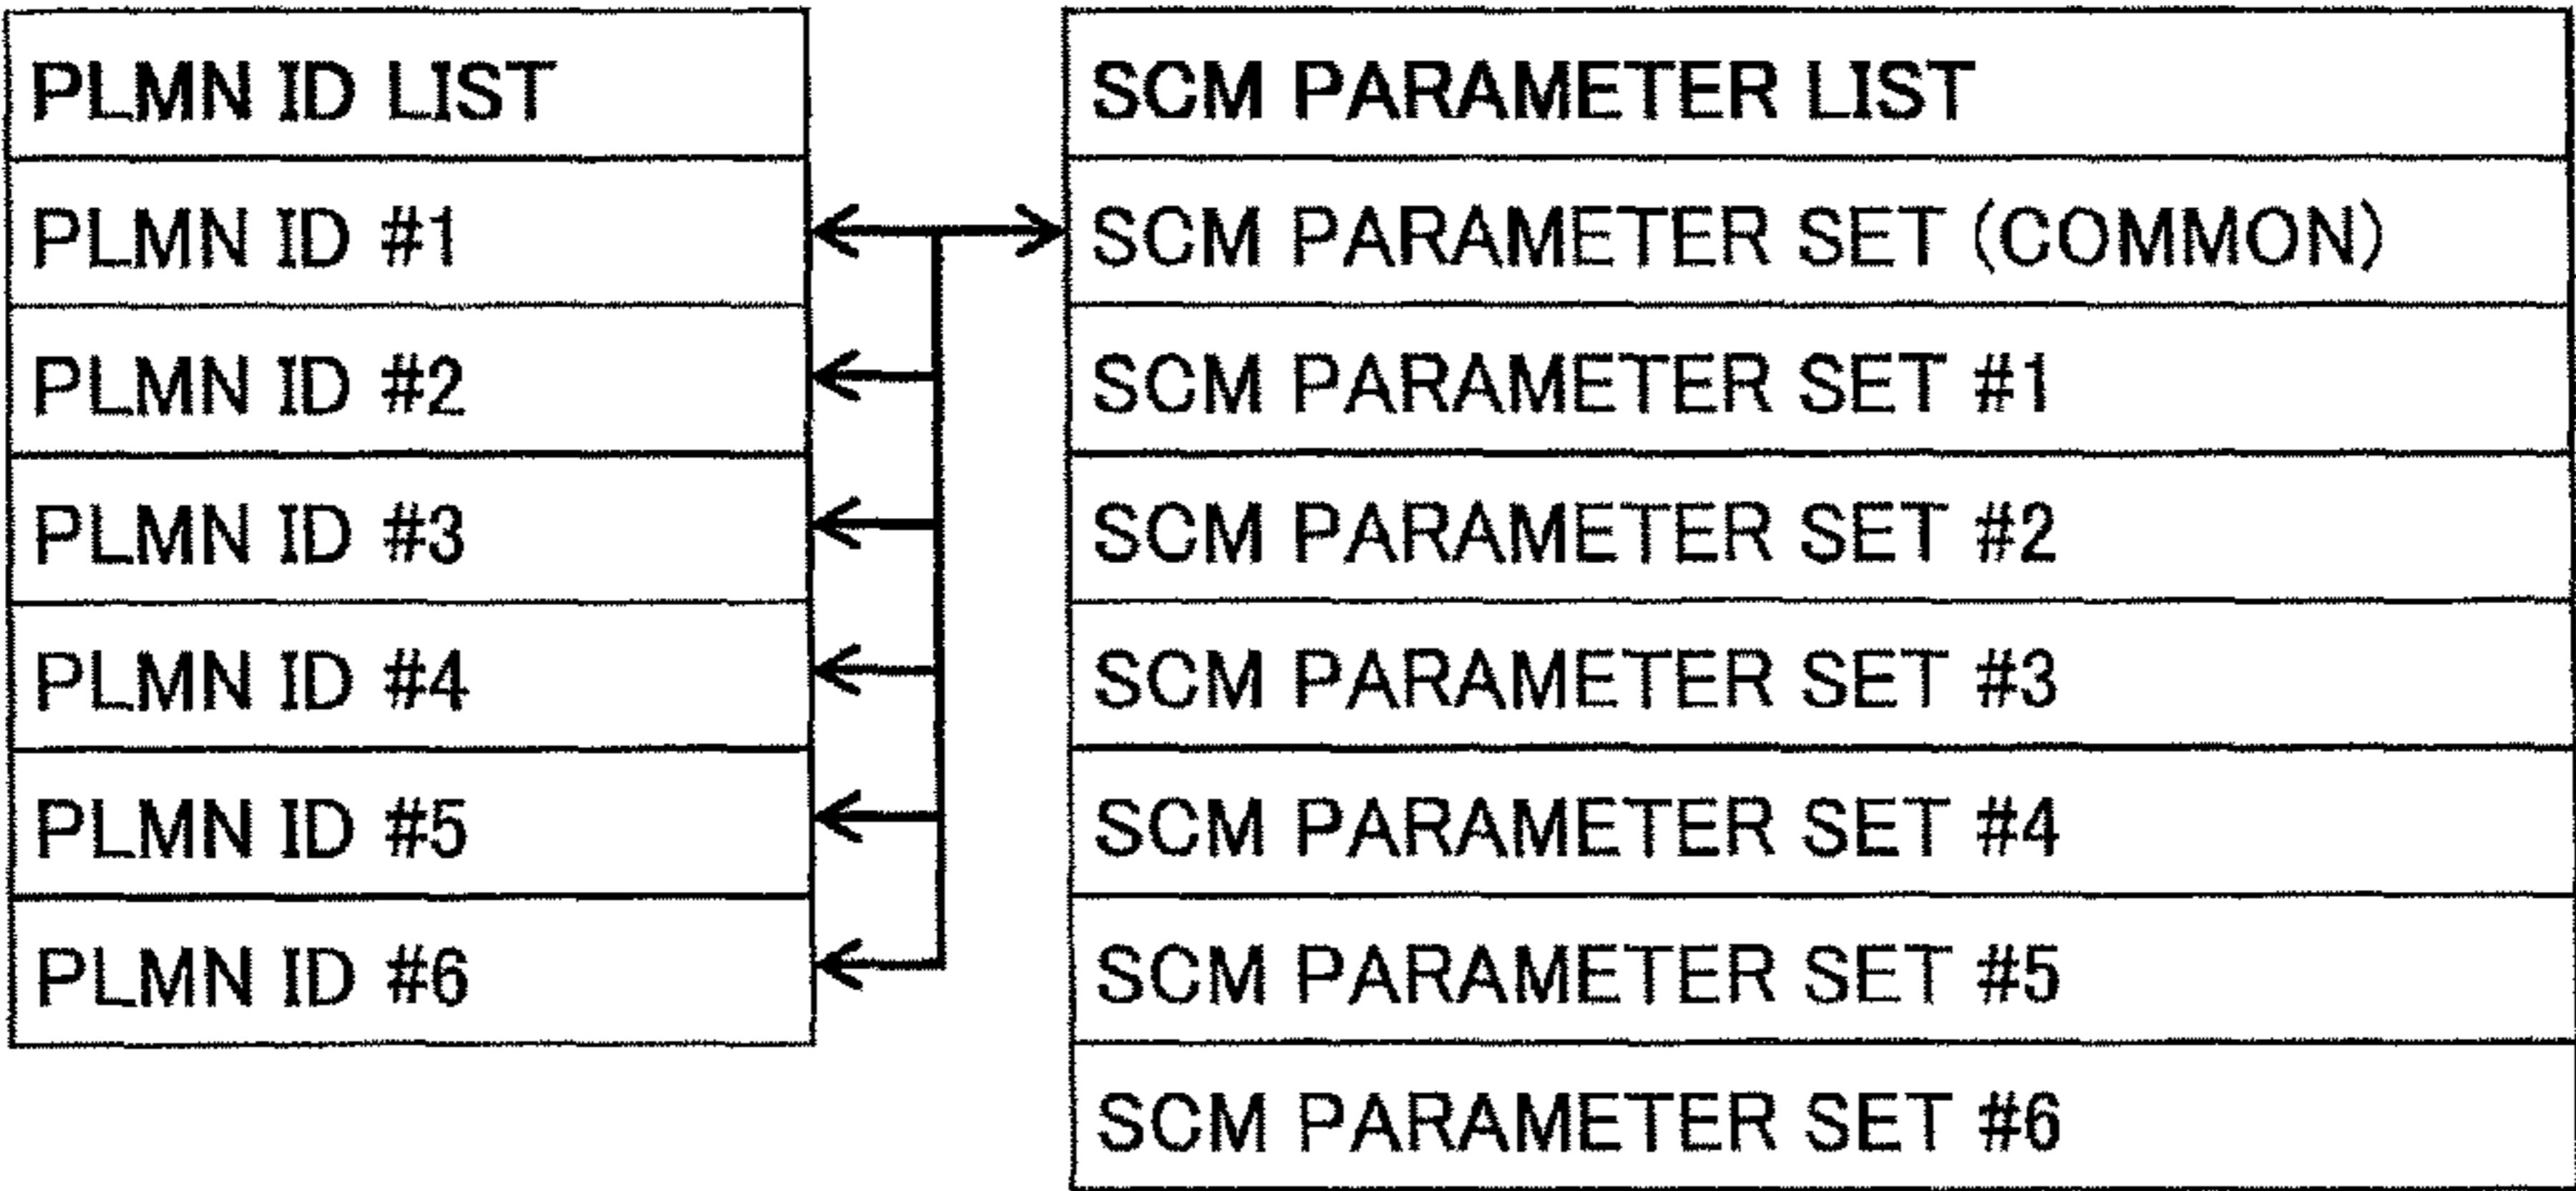 PLMN ID LIST
PLMN ID #1
PLMN ID #2
PLMN ID #3
PLMN ID #4
PLMN ID #5
PLMN ID #6
SCM PARAMETER LIST
SCM PARAMETER SET (COMMON)
SCM PARAMETER SET #1
SCM PARAMETER SET #2
SCM PARAMETER SET #3
SCM PARAMETER SET #4
SCM PARAMETER SET #5
SCM PARAMETER SET #6